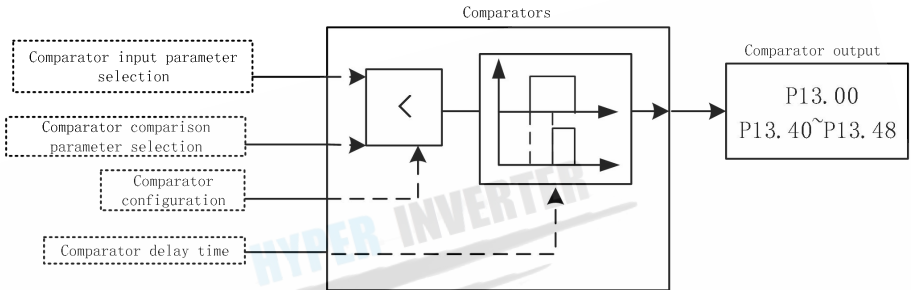 Comparators
Comparator input parameter
selection
Comparator comparison
parameter selection
Comparator
configuration
Comparator delay time
<
HYPER INVERTER
Comparator output
P13.00
P13.40~P13.48